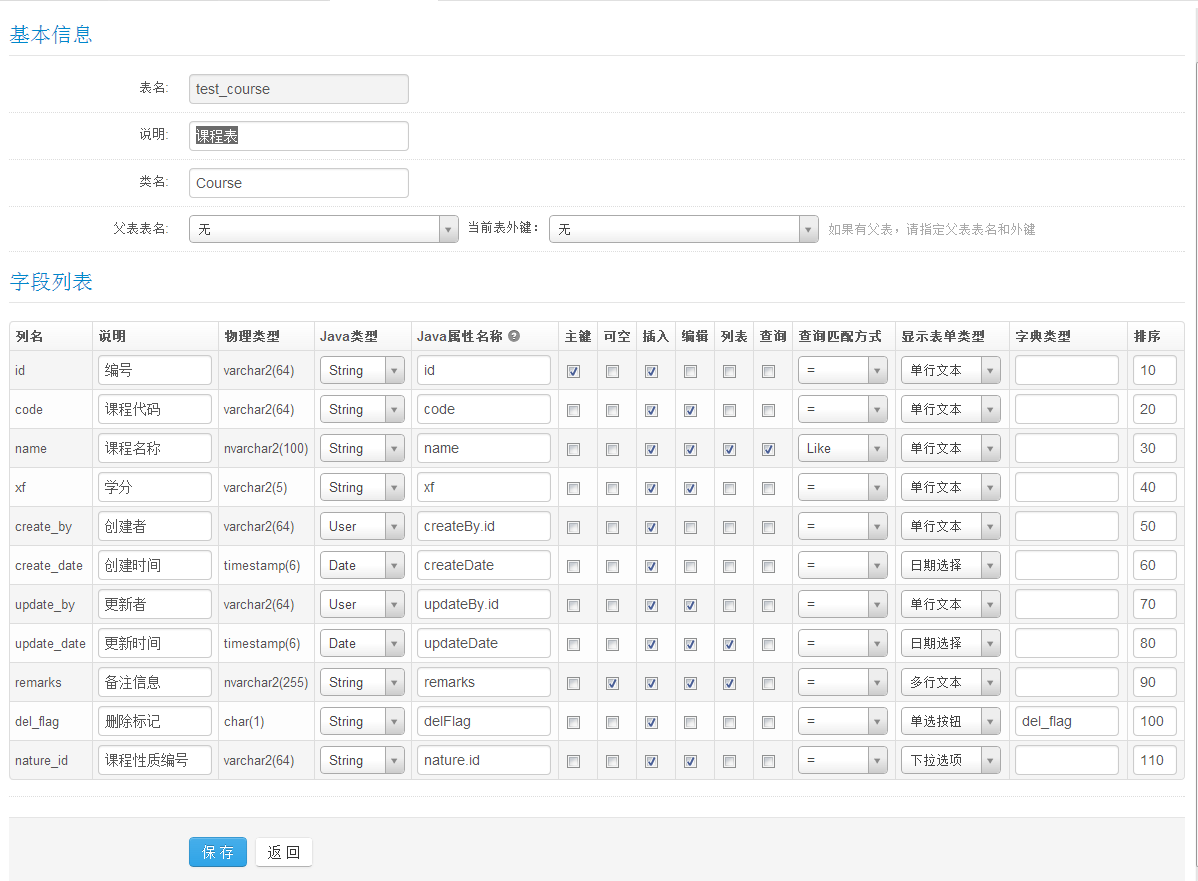 基本信息
表名: test_course
说明: 课程表
类名: Course
父表表名: 无 当前表外键： 无 如果有父表，请指定父表表名和外键
字段列表
列名 说明 物理类型 Java类型 Java属性名称 ? 主键 可空 插入 编辑 列表 查询 查询匹配方式 显示表单类型 字典类型 排序
id 编号 varchar2(64) String id = 单行文本 10
code 课程代码 varchar2(64) String code = 单行文本 20
name 课程名称 nvarchar2(100) String name Like 单行文本 30
xf 学分 varchar2(5) String xf = 单行文本 40
create_by 创建者 varchar2(64) User createBy.id = 单行文本 50
create_date 创建时间 timestamp(6) Date createDate = 日期选择 60
update_by 更新者 varchar2(64) User updateBy.id = 单行文本 70
update_date 更新时间 timestamp(6) Date updateDate = 日期选择 80
remarks 备注信息 nvarchar2(255) String remarks = 多行文本 90
del_flag 删除标记 char(1) String delFlag = 单选按钮 del_flag 100
nature_id 课程性质编号 varchar2(64) String nature.id = 下拉选项 110
保 存 返 回